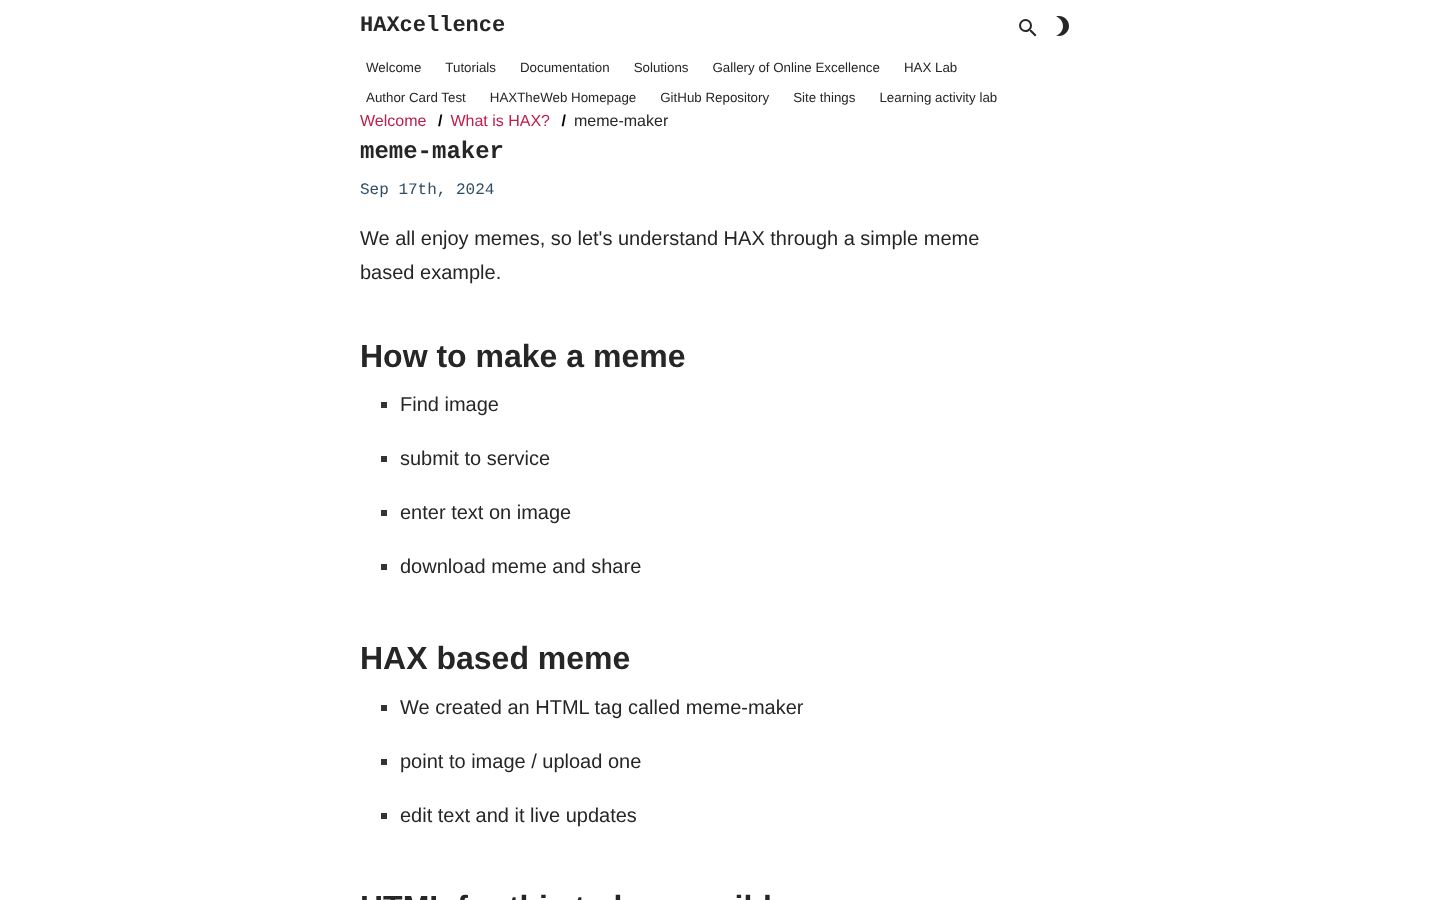 HAXcellence
Welcome Tutorials Documentation Solutions Gallery of Online Excellence HAX Lab
Author Card Test HAXTheWeb Homepage GitHub Repository Site things Learning activity lab
Welcome / What is HAX? / meme-maker
meme-maker
Sep 17th, 2024
We all enjoy memes, so let's understand HAX through a simple meme
based example.
How to make a meme
▪ Find image
▪ submit to service
▪ enter text on image
▪ download meme and share
HAX based meme
▪ We created an HTML tag called meme-maker
▪ point to image / upload one
▪ edit text and it live updates